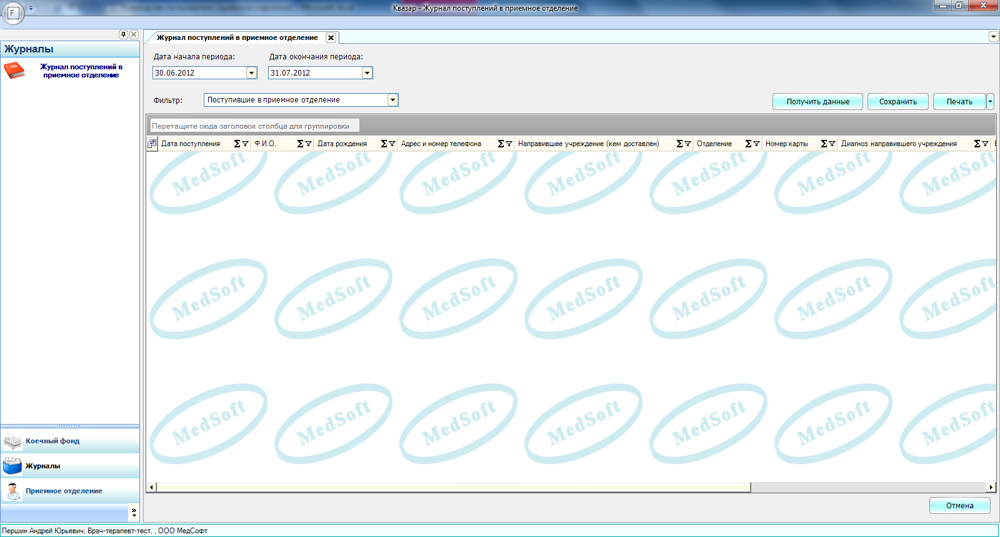 Квазар - Журнал поступлений в приемное отделение
F
Журналы
Журнал поступлений в
приемное отделение
Журнал поступлений в приемное отделение
Дата начала периода: Дата окончания периода:
30.06.2012 31.07.2012
Фильтр: Поступившие в приемное отделение
Получить данные Сохранить Печать
Перетащите сюда заголовок столбца для группировки
Дата поступления Ф.И.О. Дата рождения Адрес и номер телефона Направившее учреждение (кем доставлен) Отделение Номер карты Диагноз направившего учреждения
MedSoft MedSoft MedSoft MedSoft MedSoft MedSoft MedSoft
MedSoft MedSoft MedSoft MedSoft MedSoft MedSoft MedSoft
MedSoft MedSoft MedSoft MedSoft MedSoft MedSoft MedSoft
Коечный фонд
Журналы
Приемное отделение
Отмена
Першин Андрей Юрьевич, Врач-терапевт-тест, , ООО МедСофт